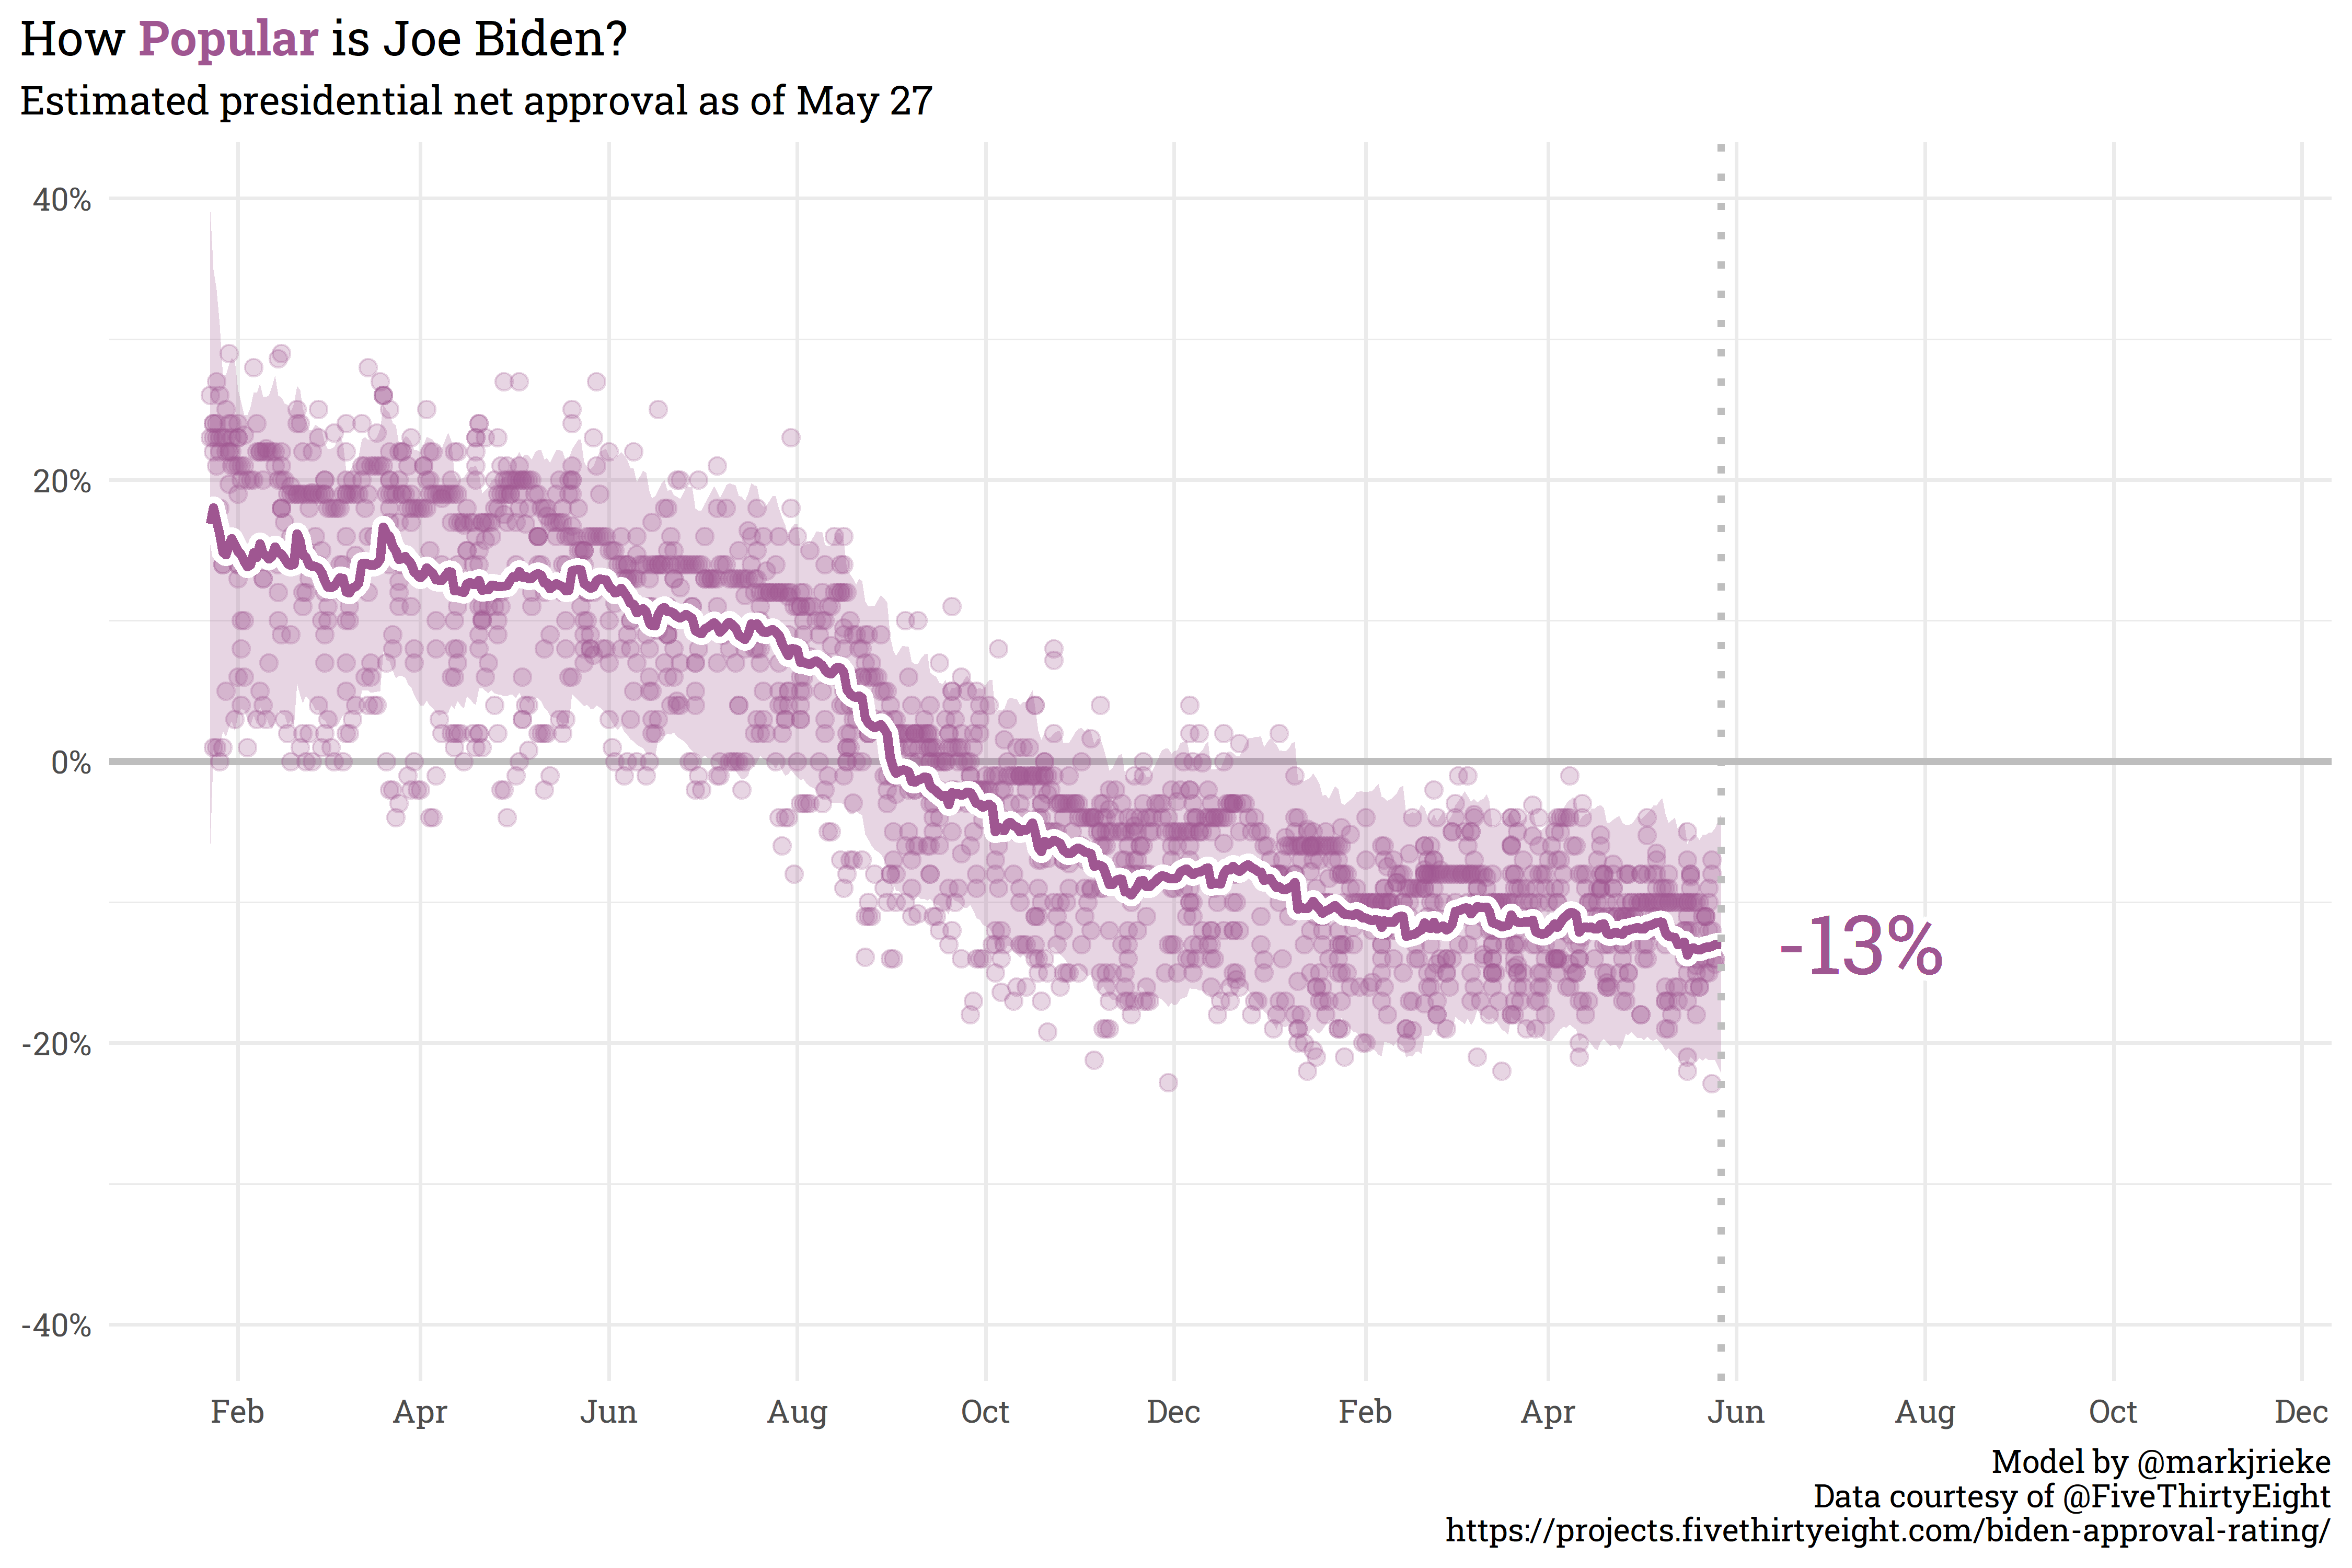 How Popular is Joe Biden?
Estimated presidential net approval as of May 27
40%
20%
0%
-20%
-40%
-13%
Feb Apr Jun Aug Oct Dec Feb Apr Jun Aug Oct Dec
Model by @markjrieke
Data courtesy of @FiveThirtyEight
https://projects.fivethirtyeight.com/biden-approval-rating/